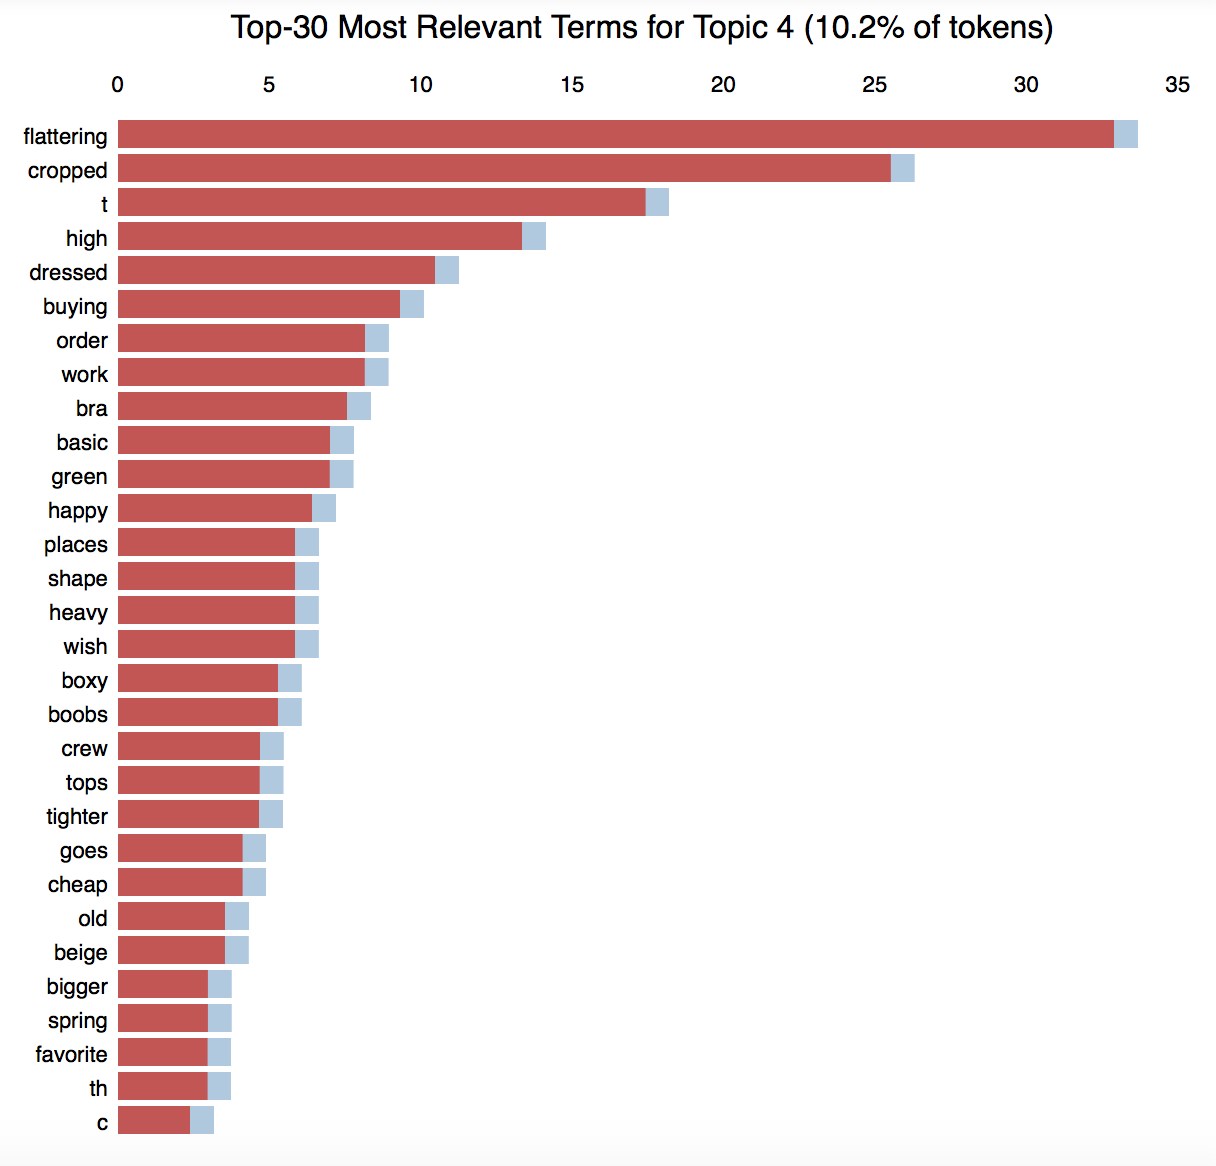 Top-30 Most Relevant Terms for Topic 4 (10.2% of tokens)
0 5 10 15 20 25 30 35
flattering
cropped
t
high
dressed
buying
order
work
bra
basic
green
happy
places
shape
heavy
wish
boxy
boobs
crew
tops
tighter
goes
cheap
old
beige
bigger
spring
favorite
th
c